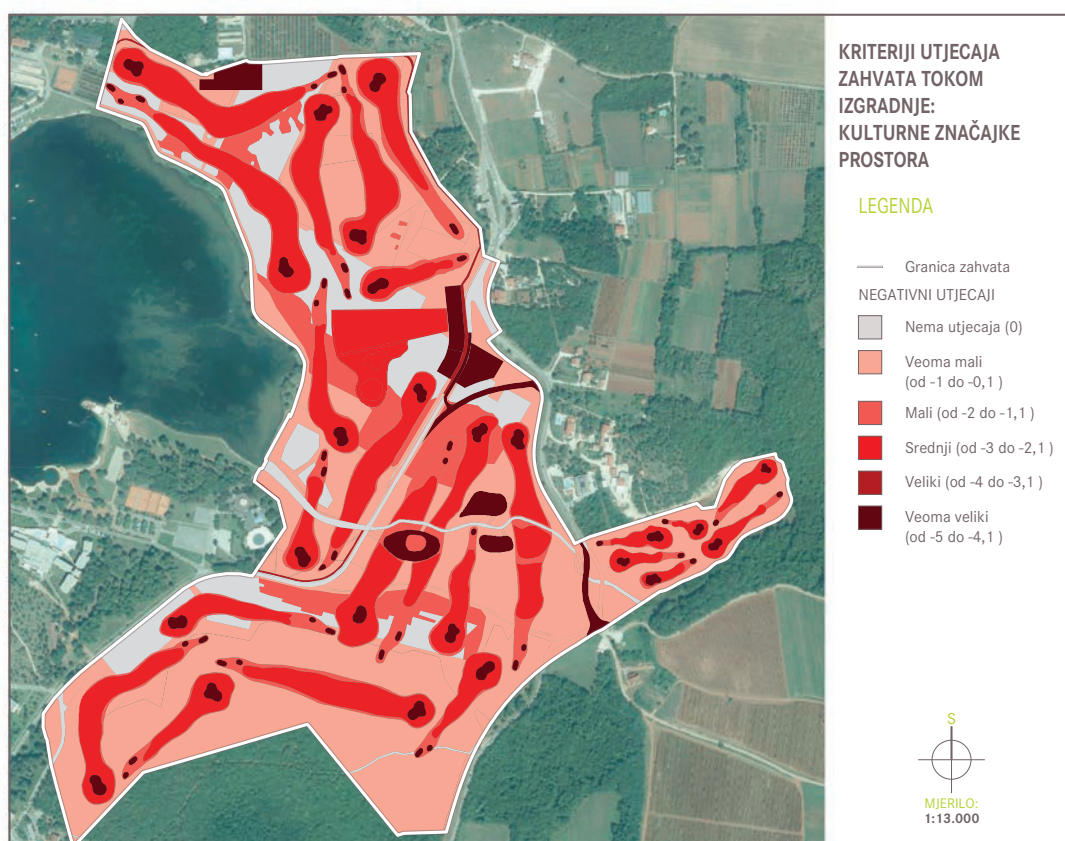 KRITERIJI UTJECAJA
ZAHVATA TOKOM
IZGRADNJE:
KULTURNE ZNAČAJKE
PROSTORA
LEGENDA
Granica zahvata
NEGATIVNI UTJECAJI
Nema utjecaja (0)
Veoma mali
(od -1 do -0,1 )
Mali (od -2 do -1,1 )
Srednji (od -3 do -2,1 )
Veliki (od -4 do -3,1 )
Veoma veliki
(od -5 do -4,1 )
S
MJERILO:
1:13.000